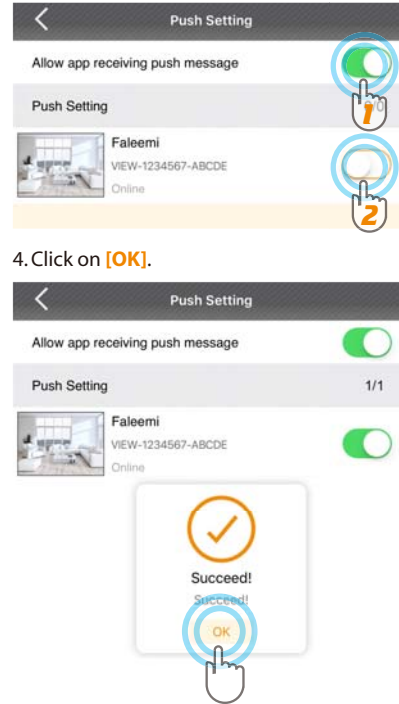 Push Setting
Allow app receiving push message
Push Setting
Faleemi
VIEW-1234567-ABCDE
Online
1
2
4. Click on [OK].
Push Setting
Allow app receiving push message
Push Setting 1/1
Faleemi
VIEW-1234567-ABCDE
Online
Succeed!
Succeed!
OK